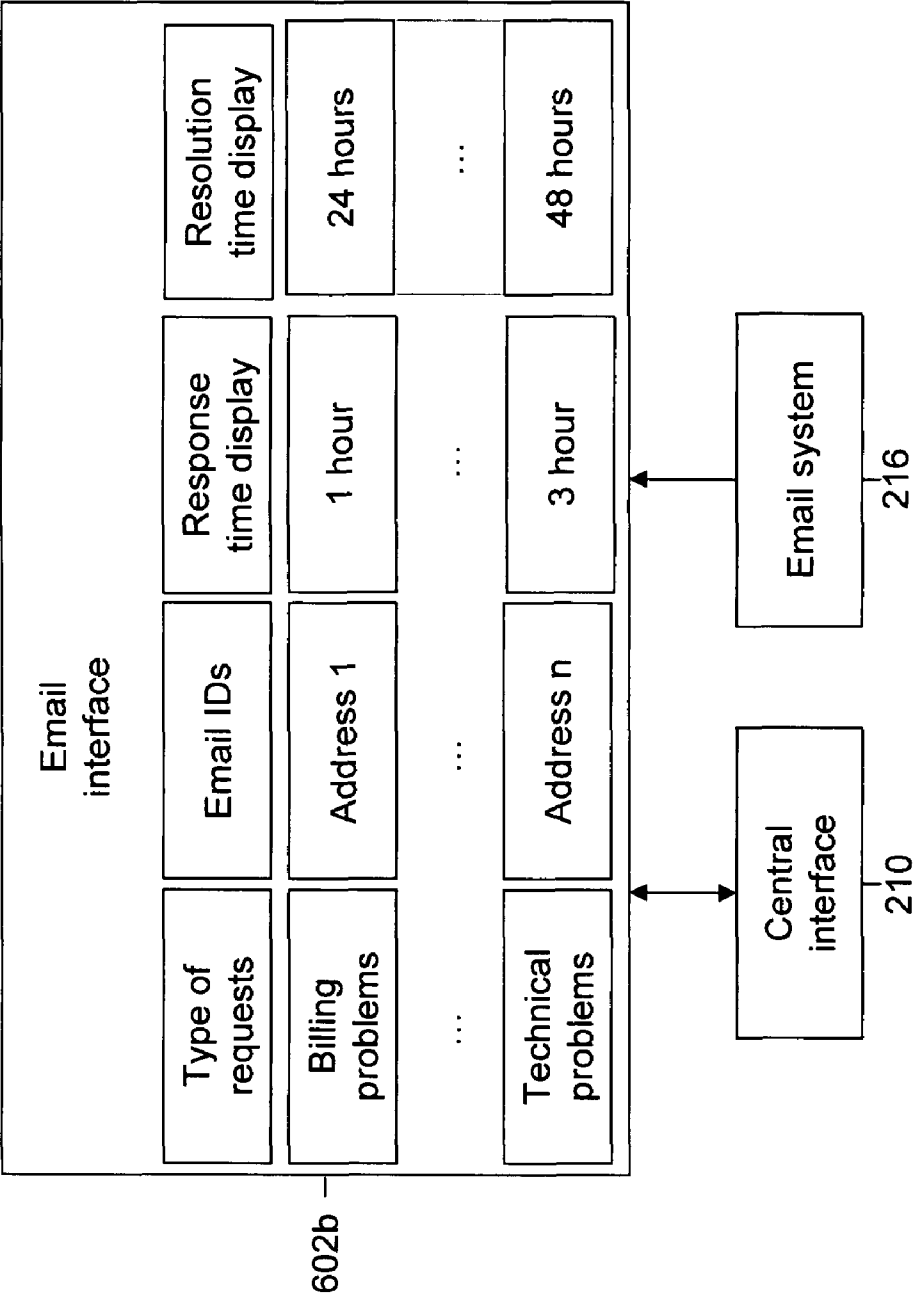 Email
interface
Type of
requests
Email IDs
Response
time display
Resolution
time display
602b
Billing
problems
Address 1
1 hour
24 hours
...
...
...
...
Technical
problems
Address n
3 hour
48 hours
Central
interface
210
Email system
216